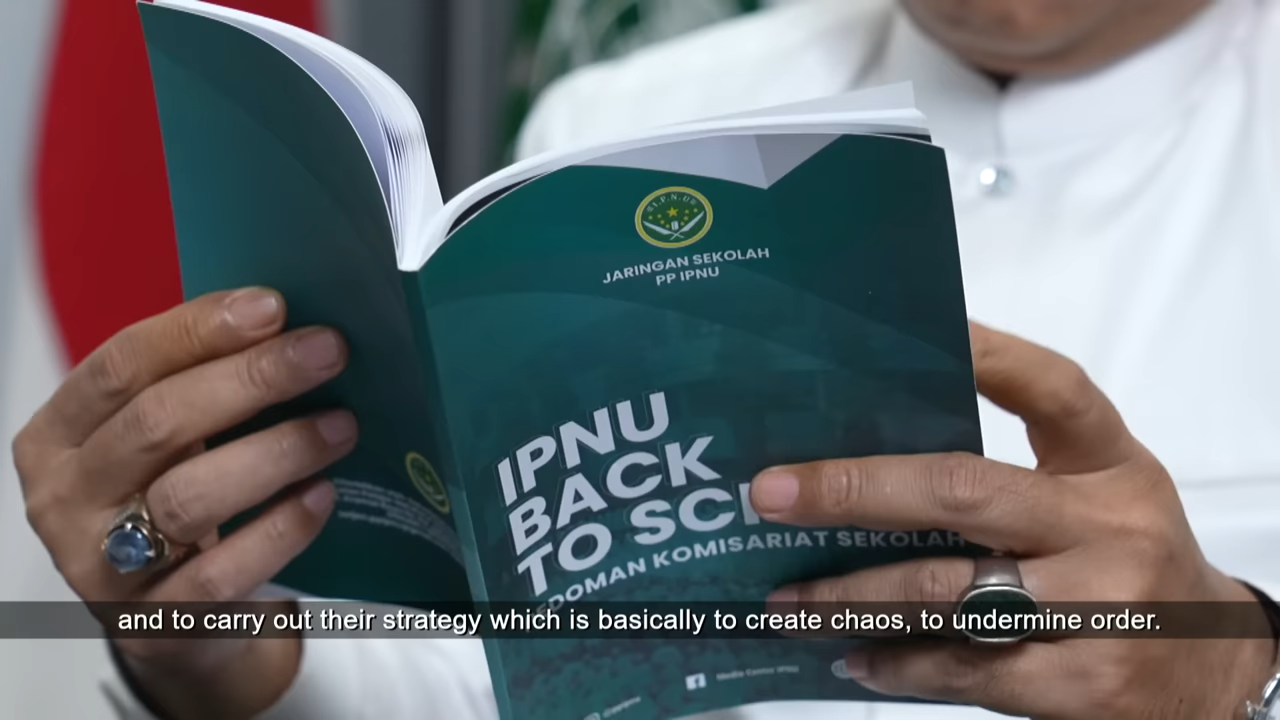 I.P.N.U
JARINGAN SEKOLAH
PP IPNU
IPNU
BACK
TO SC
DOMAN KOMISARIAT SEKOLAH
Media Center IPNU
and to carry out their strategy which is basically to create chaos, to undermine order.